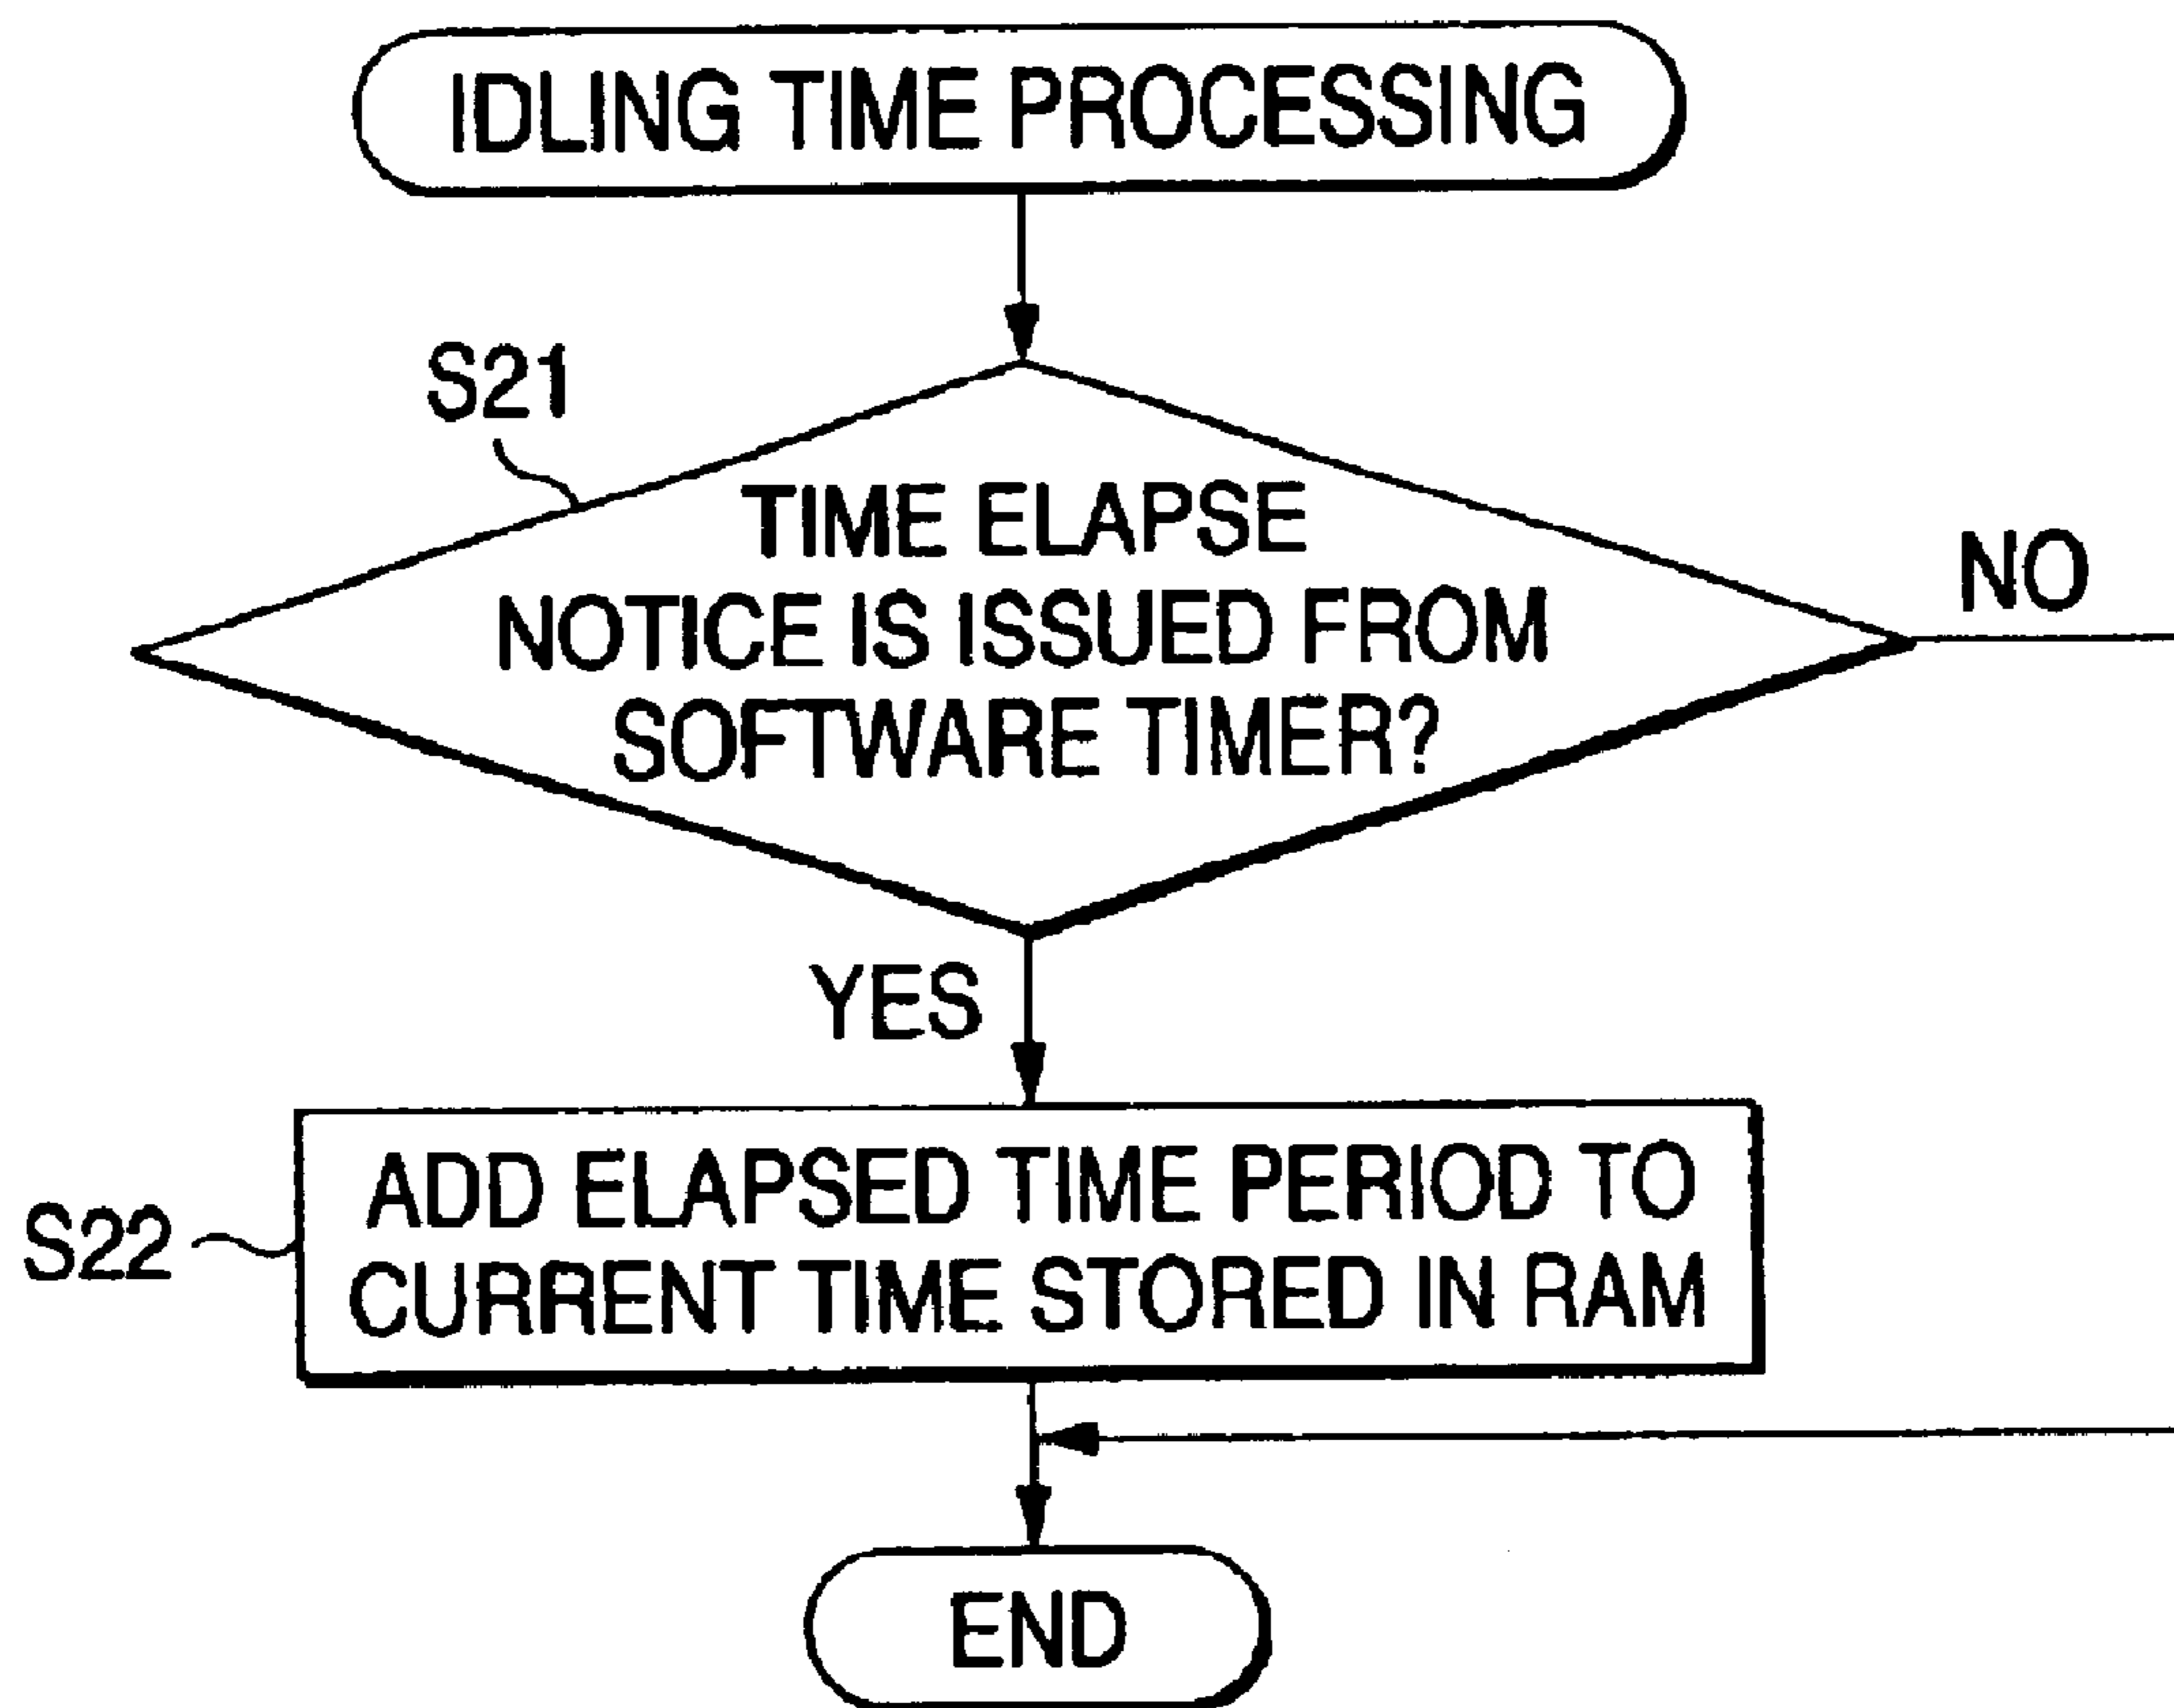 IDLING TIME PROCESSING
S21
TIME ELAPSE
NOTICE IS ISSUED FROM
SOFTWARE TIMER?
NO
YES
S22
ADD ELAPSED TIME PERIOD TO
CURRENT TIME STORED IN RAM
END